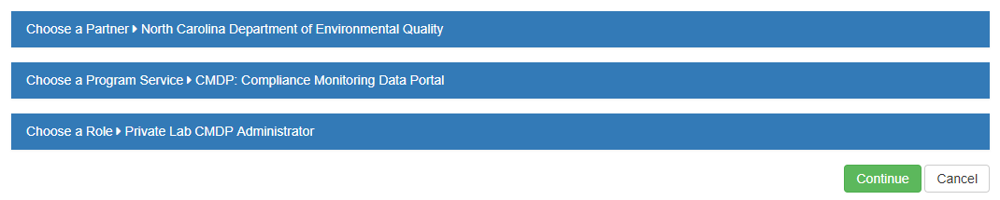 Choose a Partner North Carolina Department of Environmental Quality
Choose a Program Service CMDP: Compliance Monitoring Data Portal
Choose a Role Private Lab CMDP Administrator
Continue Cancel